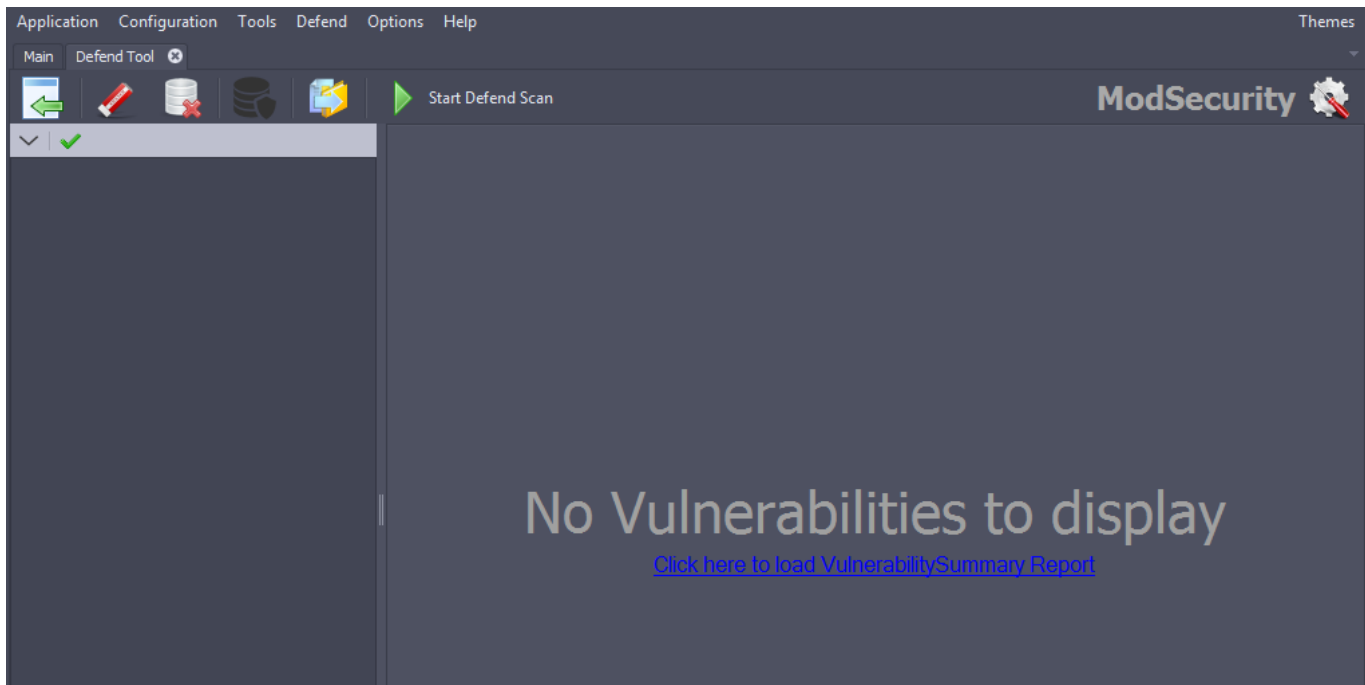 Application Configuration Tools Defend Options Help Themes
Main Defend Tool
Start Defend Scan ModSecurity
No Vulnerabilities to display
Click here to load VulnerabilitySummary Report